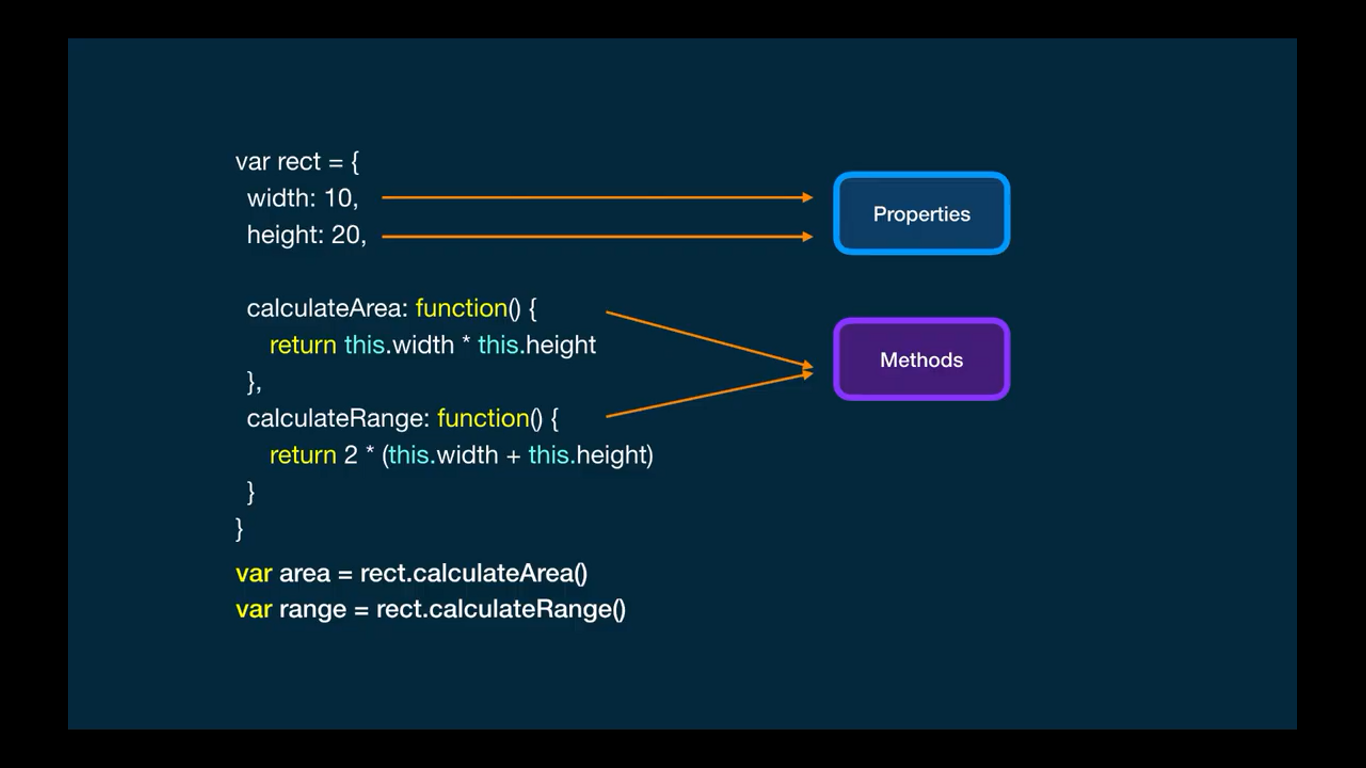 var rect = {
width: 10,
height: 20,
Properties
calculateArea: function() {
return this.width * this.height
},
Methods
calculateRange: function() {
return 2 * (this.width + this.height)
}
}
var area = rect.calculateArea()
var range = rect.calculateRange()